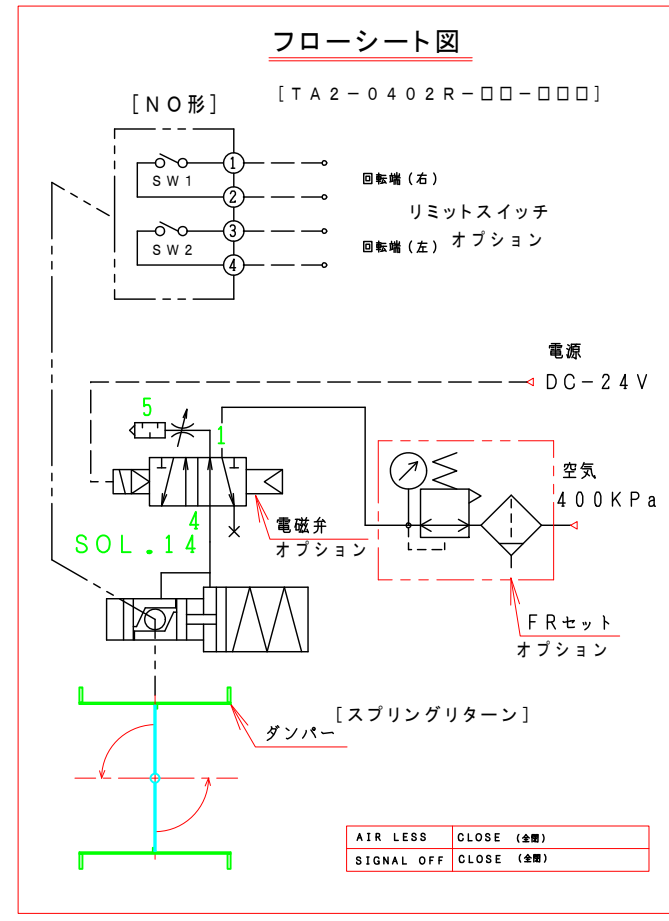 フローシート図
[TA2-0402R-□□-□□□]
[NO形]
1
SW1
2
回転端(右)
リミットスイッチ
オプション
3
SW2
4
回転端(左)
電源
DC-24V
5
1
空気
400KPa
4
SOL.14
電磁弁
オプション
FRセット
オプション
[スプリングリターン]
ダンパー
AIR LESS CLOSE (全閉)
SIGNAL OFF CLOSE (全閉)